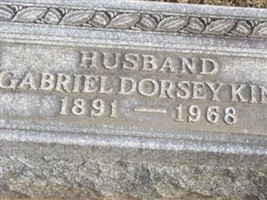 HUSBAND
GABRIEL DORSEY
1891 — 1968